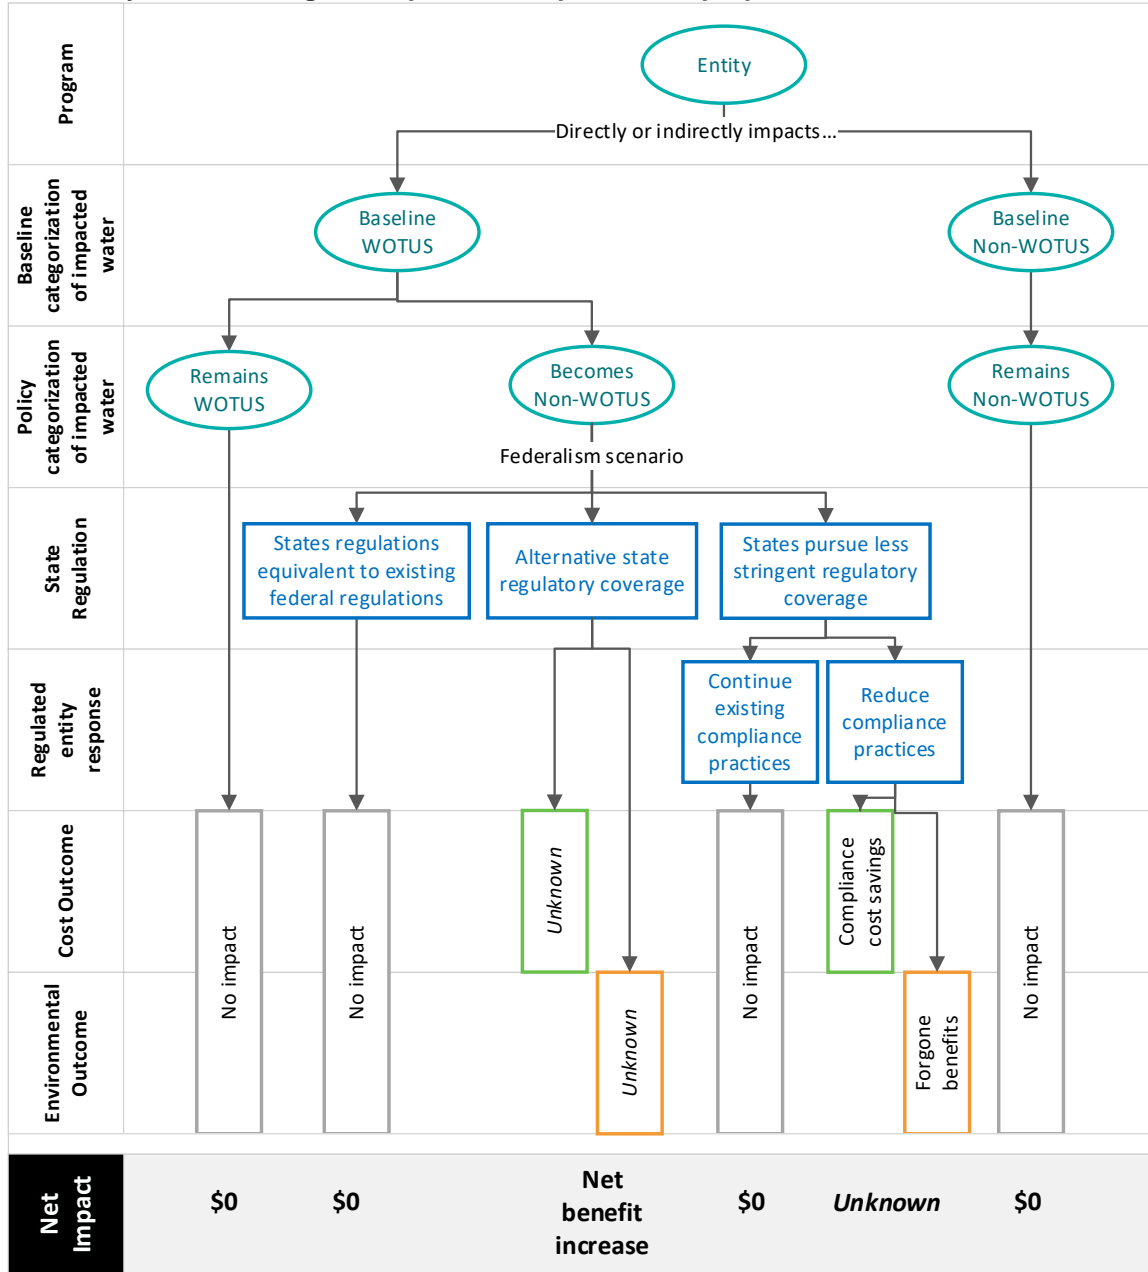 Program
Entity
Directly or indirectly impacts...
Baseline
categorization
of impacted
water
Baseline
WOTUS
Baseline
Non-WOTUS
Policy
categorization
of impacted
water
Remains
WOTUS
Becomes
Non-WOTUS
Remains
Non-WOTUS
Federalism scenario
State
Regulation
States regulations
equivalent to existing
federal regulations
Alternative state
regulatory coverage
States pursue less
stringent regulatory
coverage
Regulated
entity
response
Continue
existing
compliance
practices
Reduce
compliance
practices
Cost Outcome
Environmental
Outcome
No impact
No impact
Unknown
Unknown
No impact
Compliance
cost savings
Forgone
benefits
No impact
Net
Impact
$0
$0
Net
benefit
increase
$0
Unknown
$0